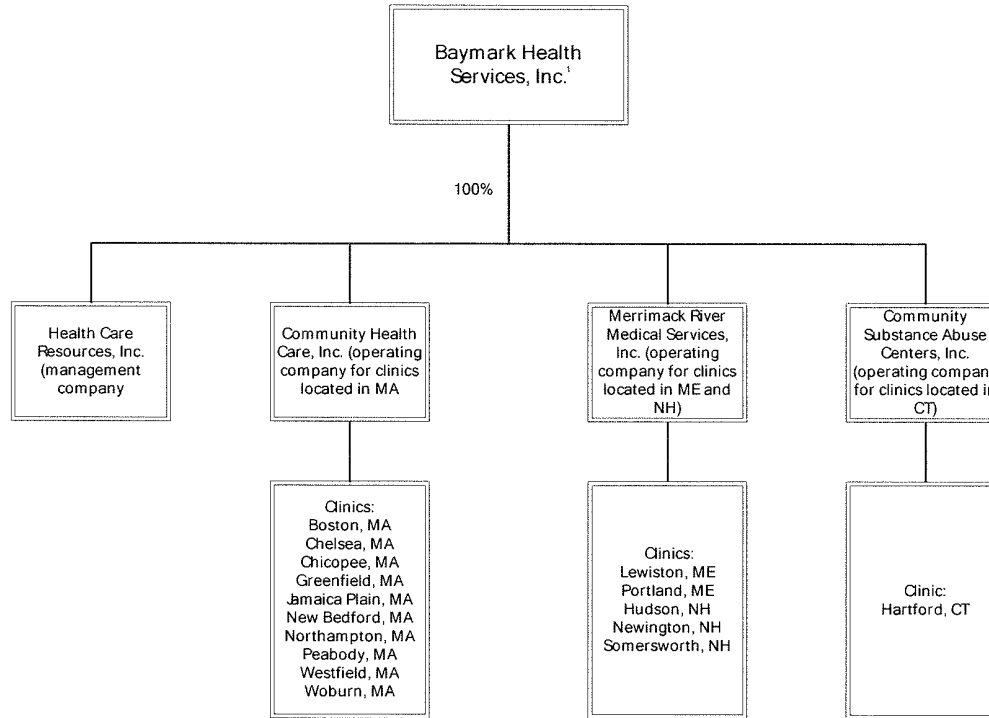 Baymark Health
Services, Inc.¹
100%
Health Care
Resources, Inc.
(management
company
Community Health
Care, Inc. (operating
company for clinics
located in MA
Merrimack River
Medical Services,
Inc. (operating
company for clinics
located in ME and
NH)
Community
Substance Abuse
Centers, Inc.
(operating company
for clinics located in
CT)
Clinics:
Boston, MA
Chelsea, MA
Chicopee, MA
Greenfield, MA
Jamaica Plain, MA
New Bedford, MA
Northampton, MA
Peabody, MA
Westfield, MA
Woburn, MA
Clinics:
Lewiston, ME
Portland, ME
Hudson, NH
Newington, NH
Somersworth, NH
Clinic:
Hartford, CT